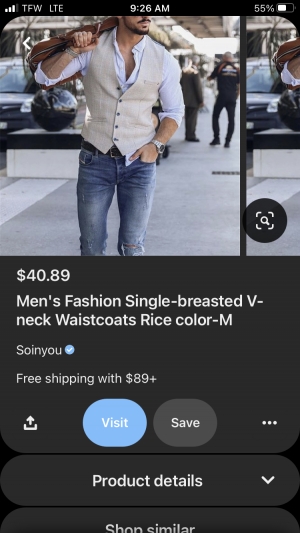 TFW LTE 9:26 AM 55%
$40.89
Men's Fashion Single-breasted V-
neck Waistcoats Rice color-M
Soinyou
Free shipping with $89+
Visit Save
Product details
Shop similar